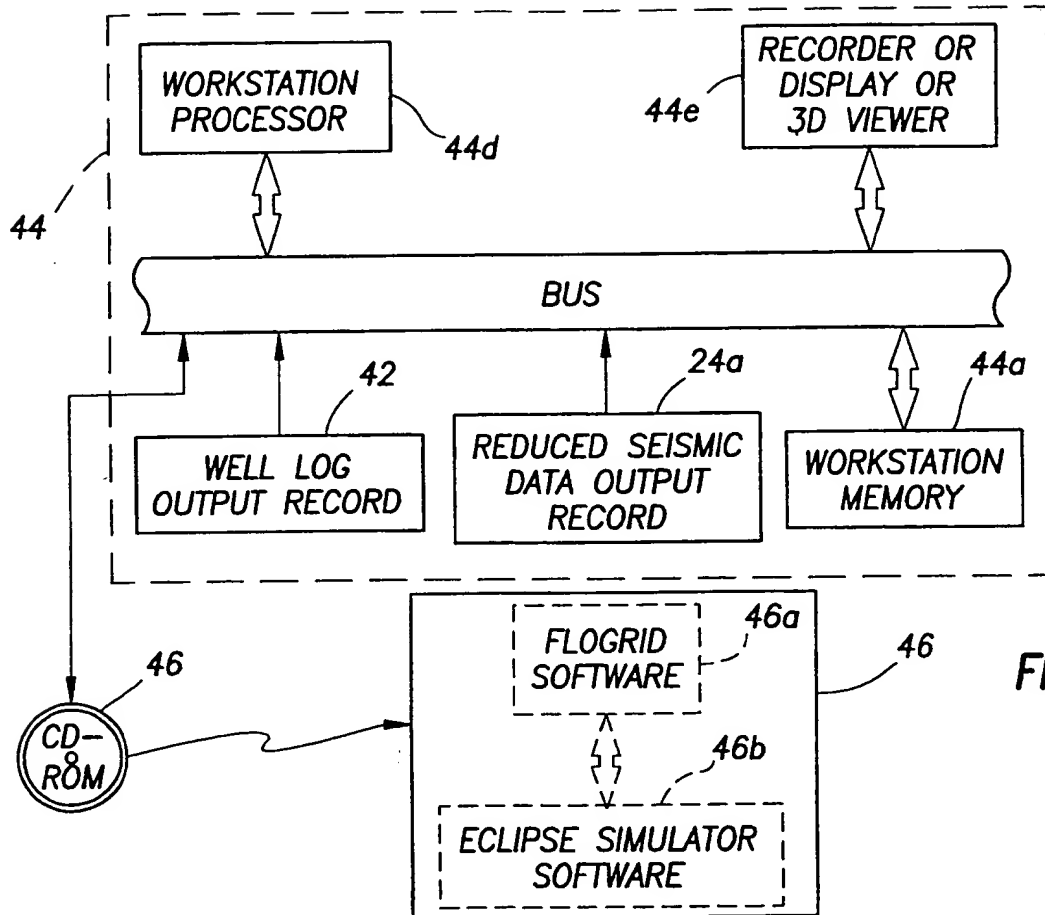 WORKSTATION
PROCESSOR
44d
RECORDER OR
DISPLAY OR
3D VIEWER
44e
44
BUS
42
24a
44a
WELL LOG
OUTPUT RECORD
REDUCED SEISMIC
DATA OUTPUT
RECORD
WORKSTATION
MEMORY
46
CD-
ROM
FLOGRID
SOFTWARE
46a
46
46b
ECLIPSE SIMULATOR
SOFTWARE